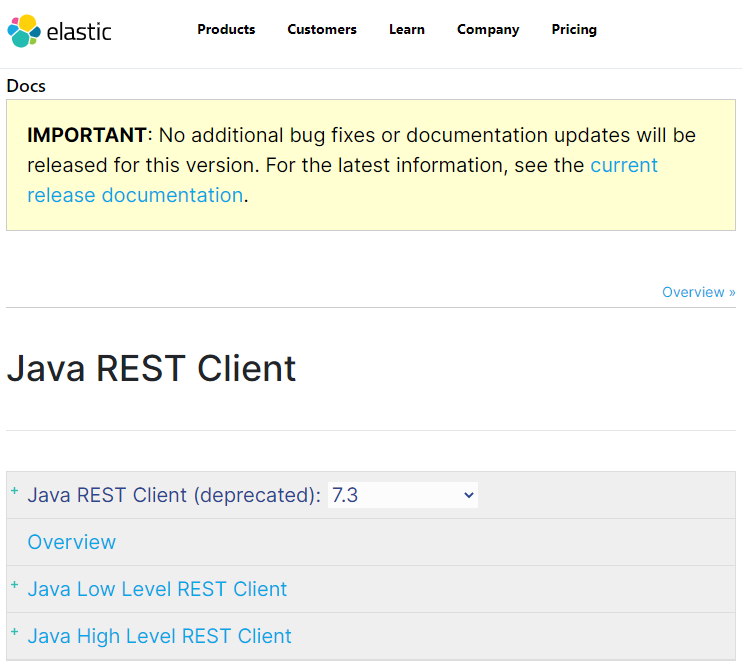 elastic
Products Customers Learn Company Pricing
Docs
IMPORTANT: No additional bug fixes or documentation updates will be
released for this version. For the latest information, see the current
release documentation.
Overview »
Java REST Client
+ Java REST Client (deprecated): 7.3
Overview
+ Java Low Level REST Client
+ Java High Level REST Client